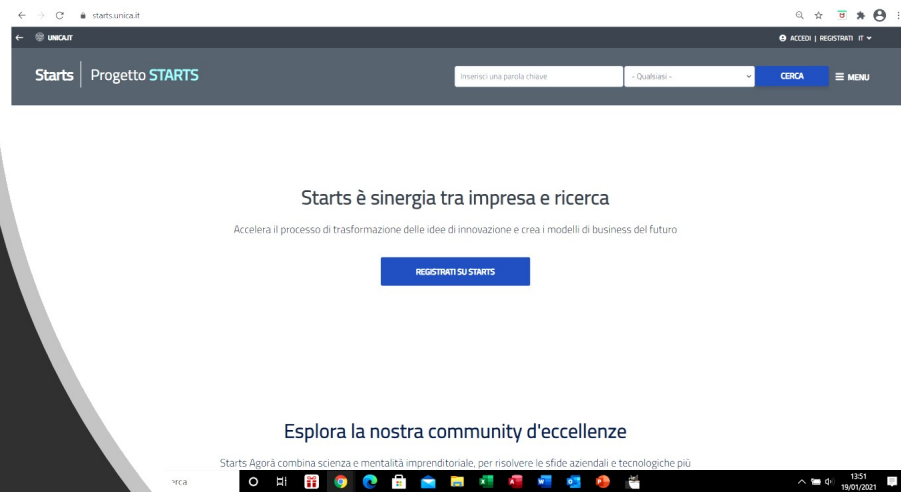 starts.unica.it
UNICA.IT
ACCEDI | REGISTRATI IT
Starts | Progetto STARTS
Inserisci una parola chiave
- Qualsiasi -
CERCA
MENU
Starts è sinergia tra impresa e ricerca
Accelera il processo di trasformazione delle idee di innovazione e crea i modelli di business del futuro
REGISTRATI SU STARTS
Esplora la nostra community d'eccellenze
Starts Agorà combina scienza e mentalità imprenditoriale, per risolvere le sfide aziendali e tecnologiche più
erca
13:51
19/01/2021